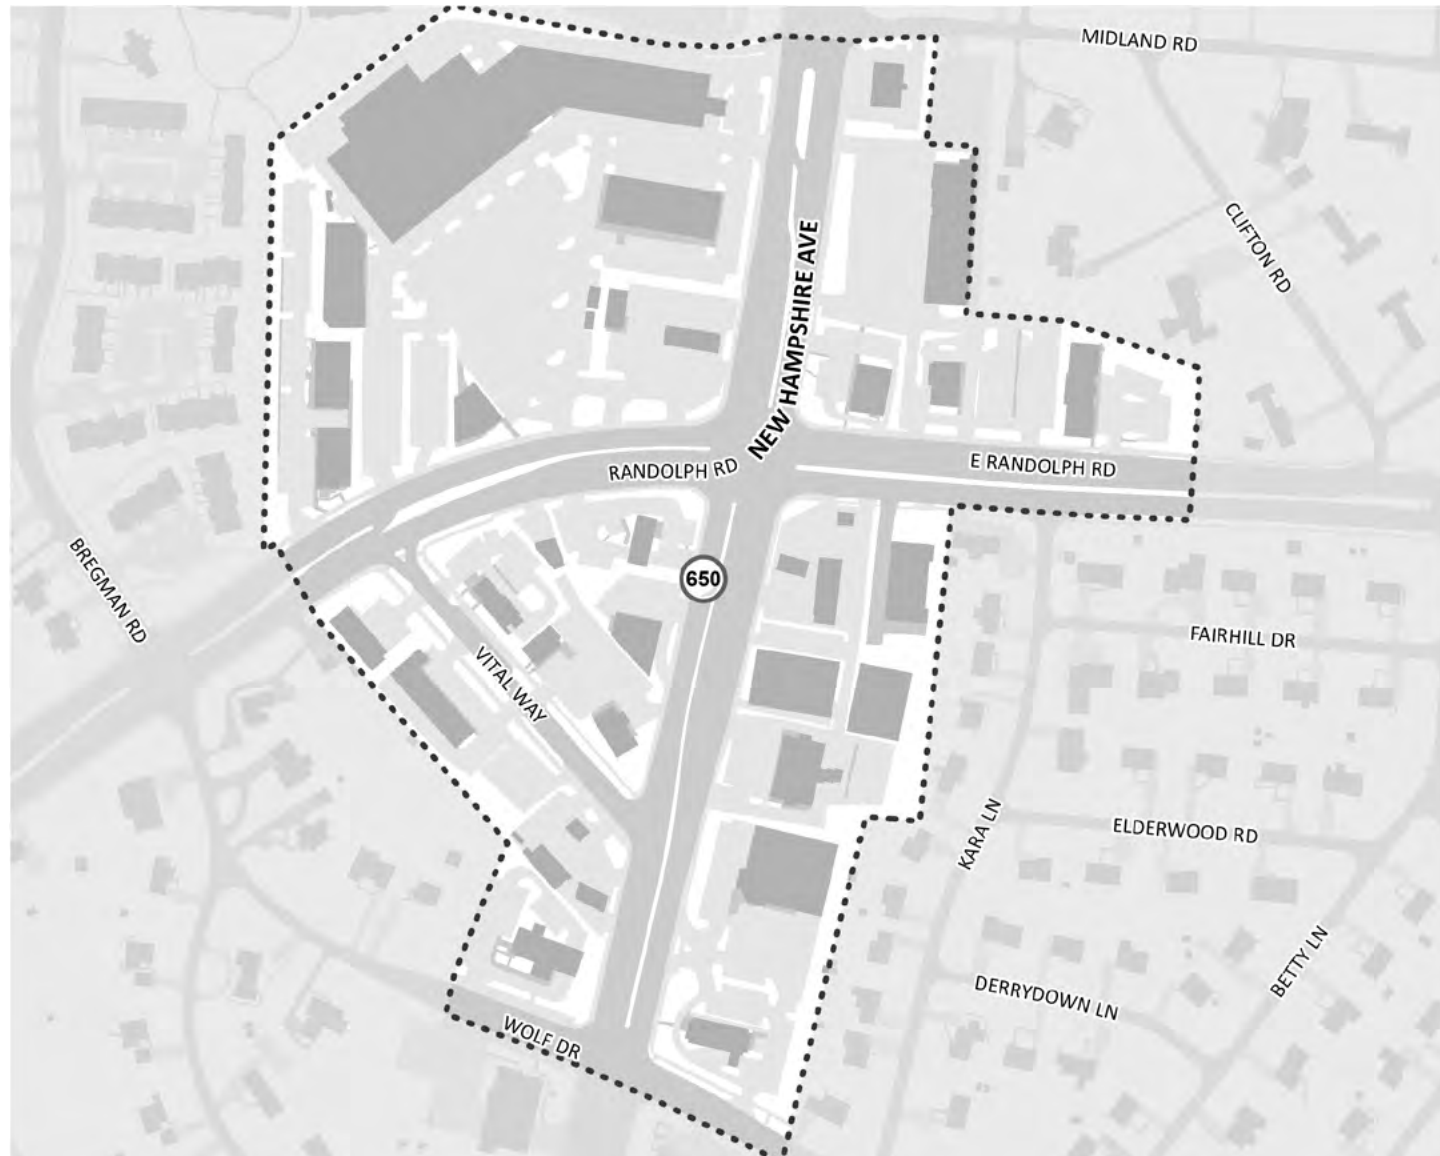 MIDLAND RD
CLIFTON RD
NEW HAMPSHIRE AVE
RANDOLPH RD
E RANDOLPH RD
BREGMAN RD
650
FAIRHILL DR
VITAL WAY
KARA LN
ELDERWOOD RD
BETTY LN
DERRYDOWN LN
WOLF DR